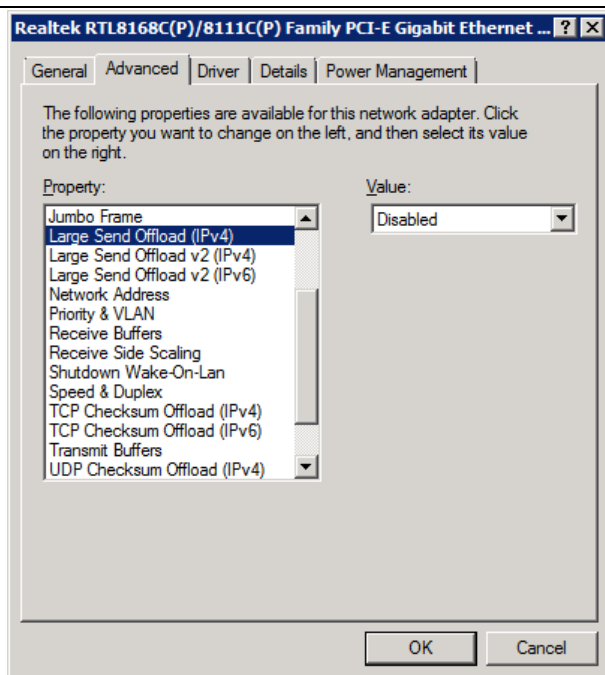 Realtek RTL8168C(P)/8111C(P) Family PCI-E Gigabit Ethernet ...
General Advanced Driver Details Power Management
The following properties are available for this network adapter. Click
the property you want to change on the left, and then select its value
on the right.
Property:
Value:
Jumbo Frame
Large Send Offload (IPv4)
Large Send Offload v2 (IPv4)
Large Send Offload v2 (IPv6)
Network Address
Priority & VLAN
Receive Buffers
Receive Side Scaling
Shutdown Wake-On-Lan
Speed & Duplex
TCP Checksum Offload (IPv4)
TCP Checksum Offload (IPv6)
Transmit Buffers
UDP Checksum Offload (IPv4)
Disabled
OK Cancel